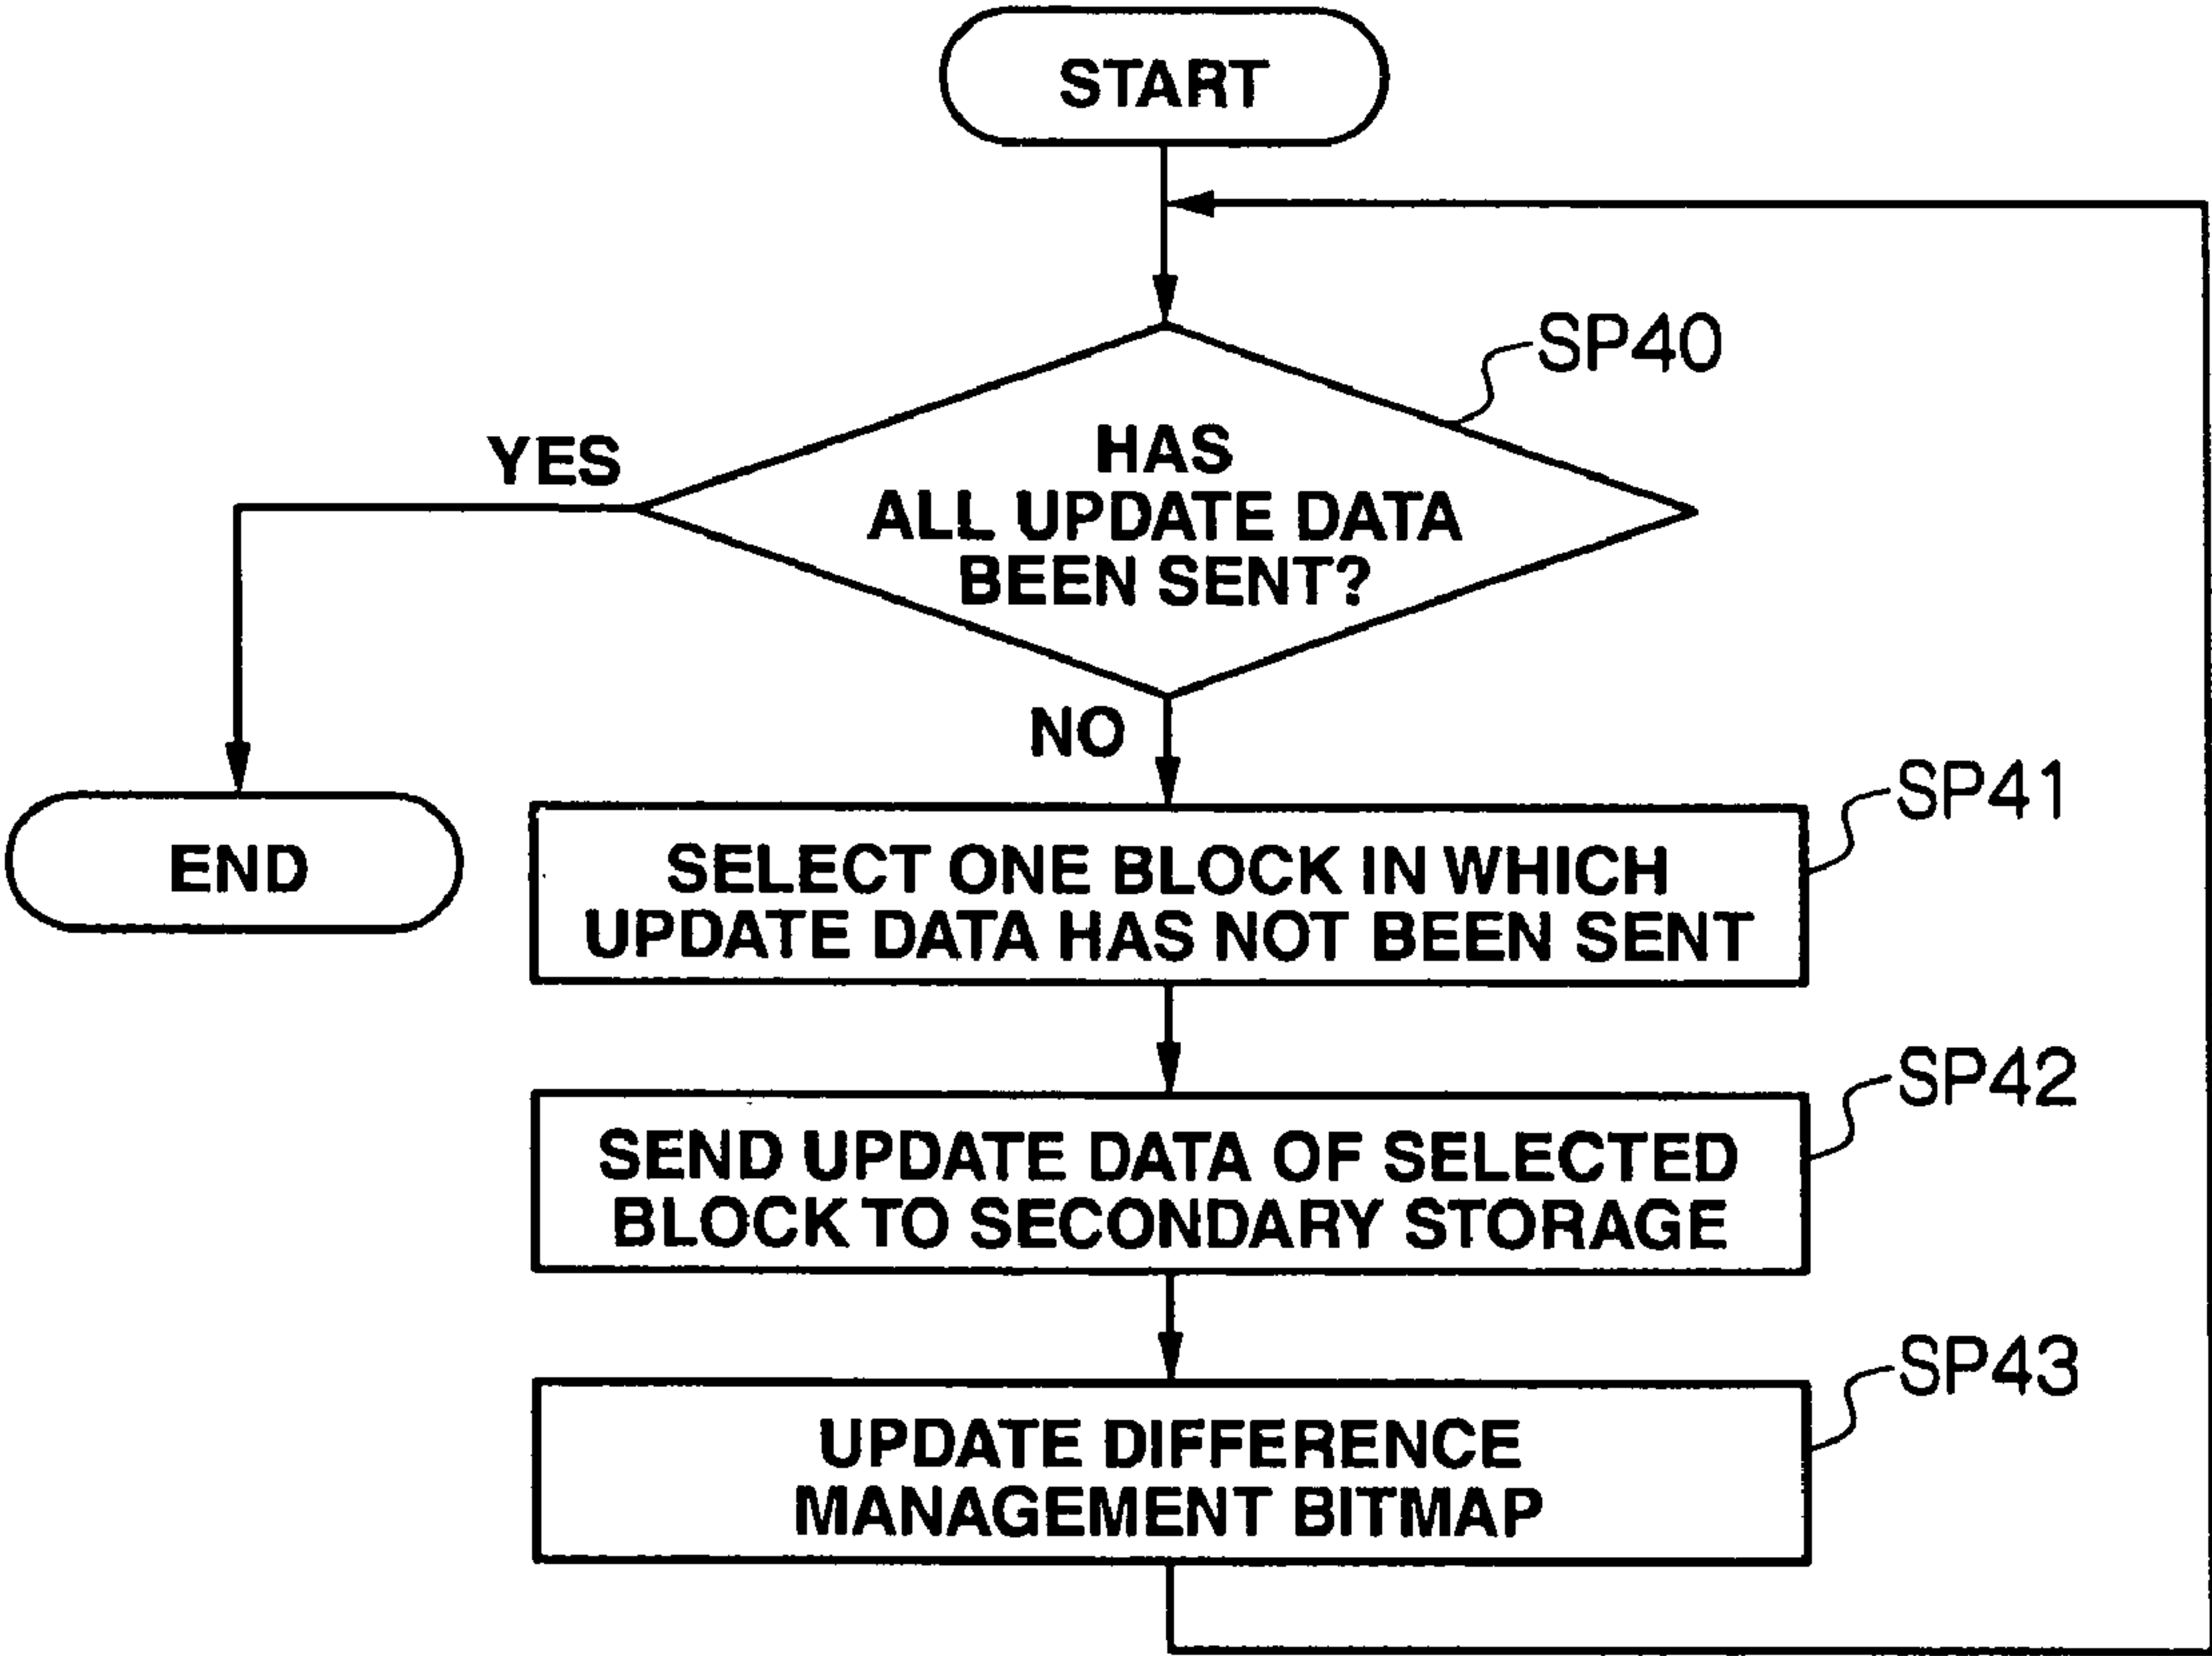 START
SP40
HAS
ALL UPDATE DATA
BEEN SENT?
YES
NO
END
SP41
SELECT ONE BLOCK IN WHICH
UPDATE DATA HAS NOT BEEN SENT
SP42
SEND UPDATE DATA OF SELECTED
BLOCK TO SECONDARY STORAGE
SP43
UPDATE DIFFERENCE
MANAGEMENT BITMAP